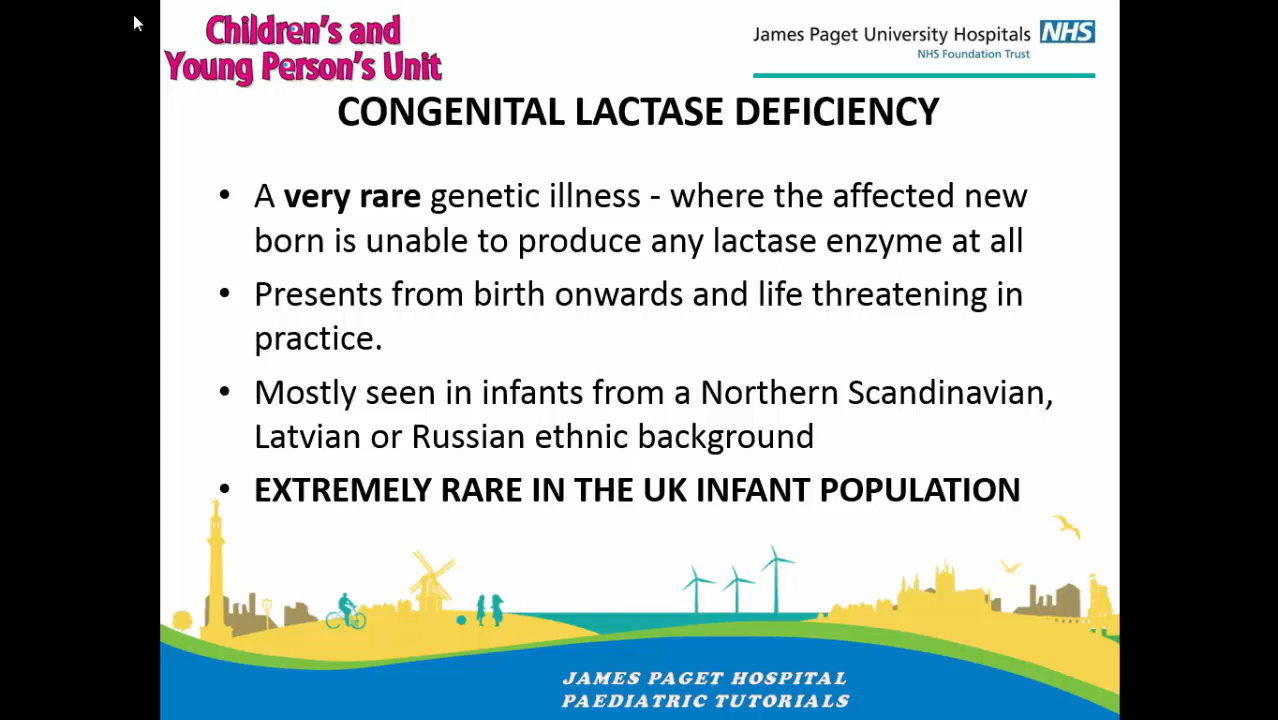 Children's and
Young Person's Unit
James Paget University Hospitals NHS
NHS Foundation Trust
CONGENITAL LACTASE DEFICIENCY
• A very rare genetic illness - where the affected new
born is unable to produce any lactase enzyme at all
• Presents from birth onwards and life threatening in
practice.
• Mostly seen in infants from a Northern Scandinavian,
Latvian or Russian ethnic background
• EXTREMELY RARE IN THE UK INFANT POPULATION
JAMES PAGET HOSPITAL
PAEDIATRIC TUTORIALS